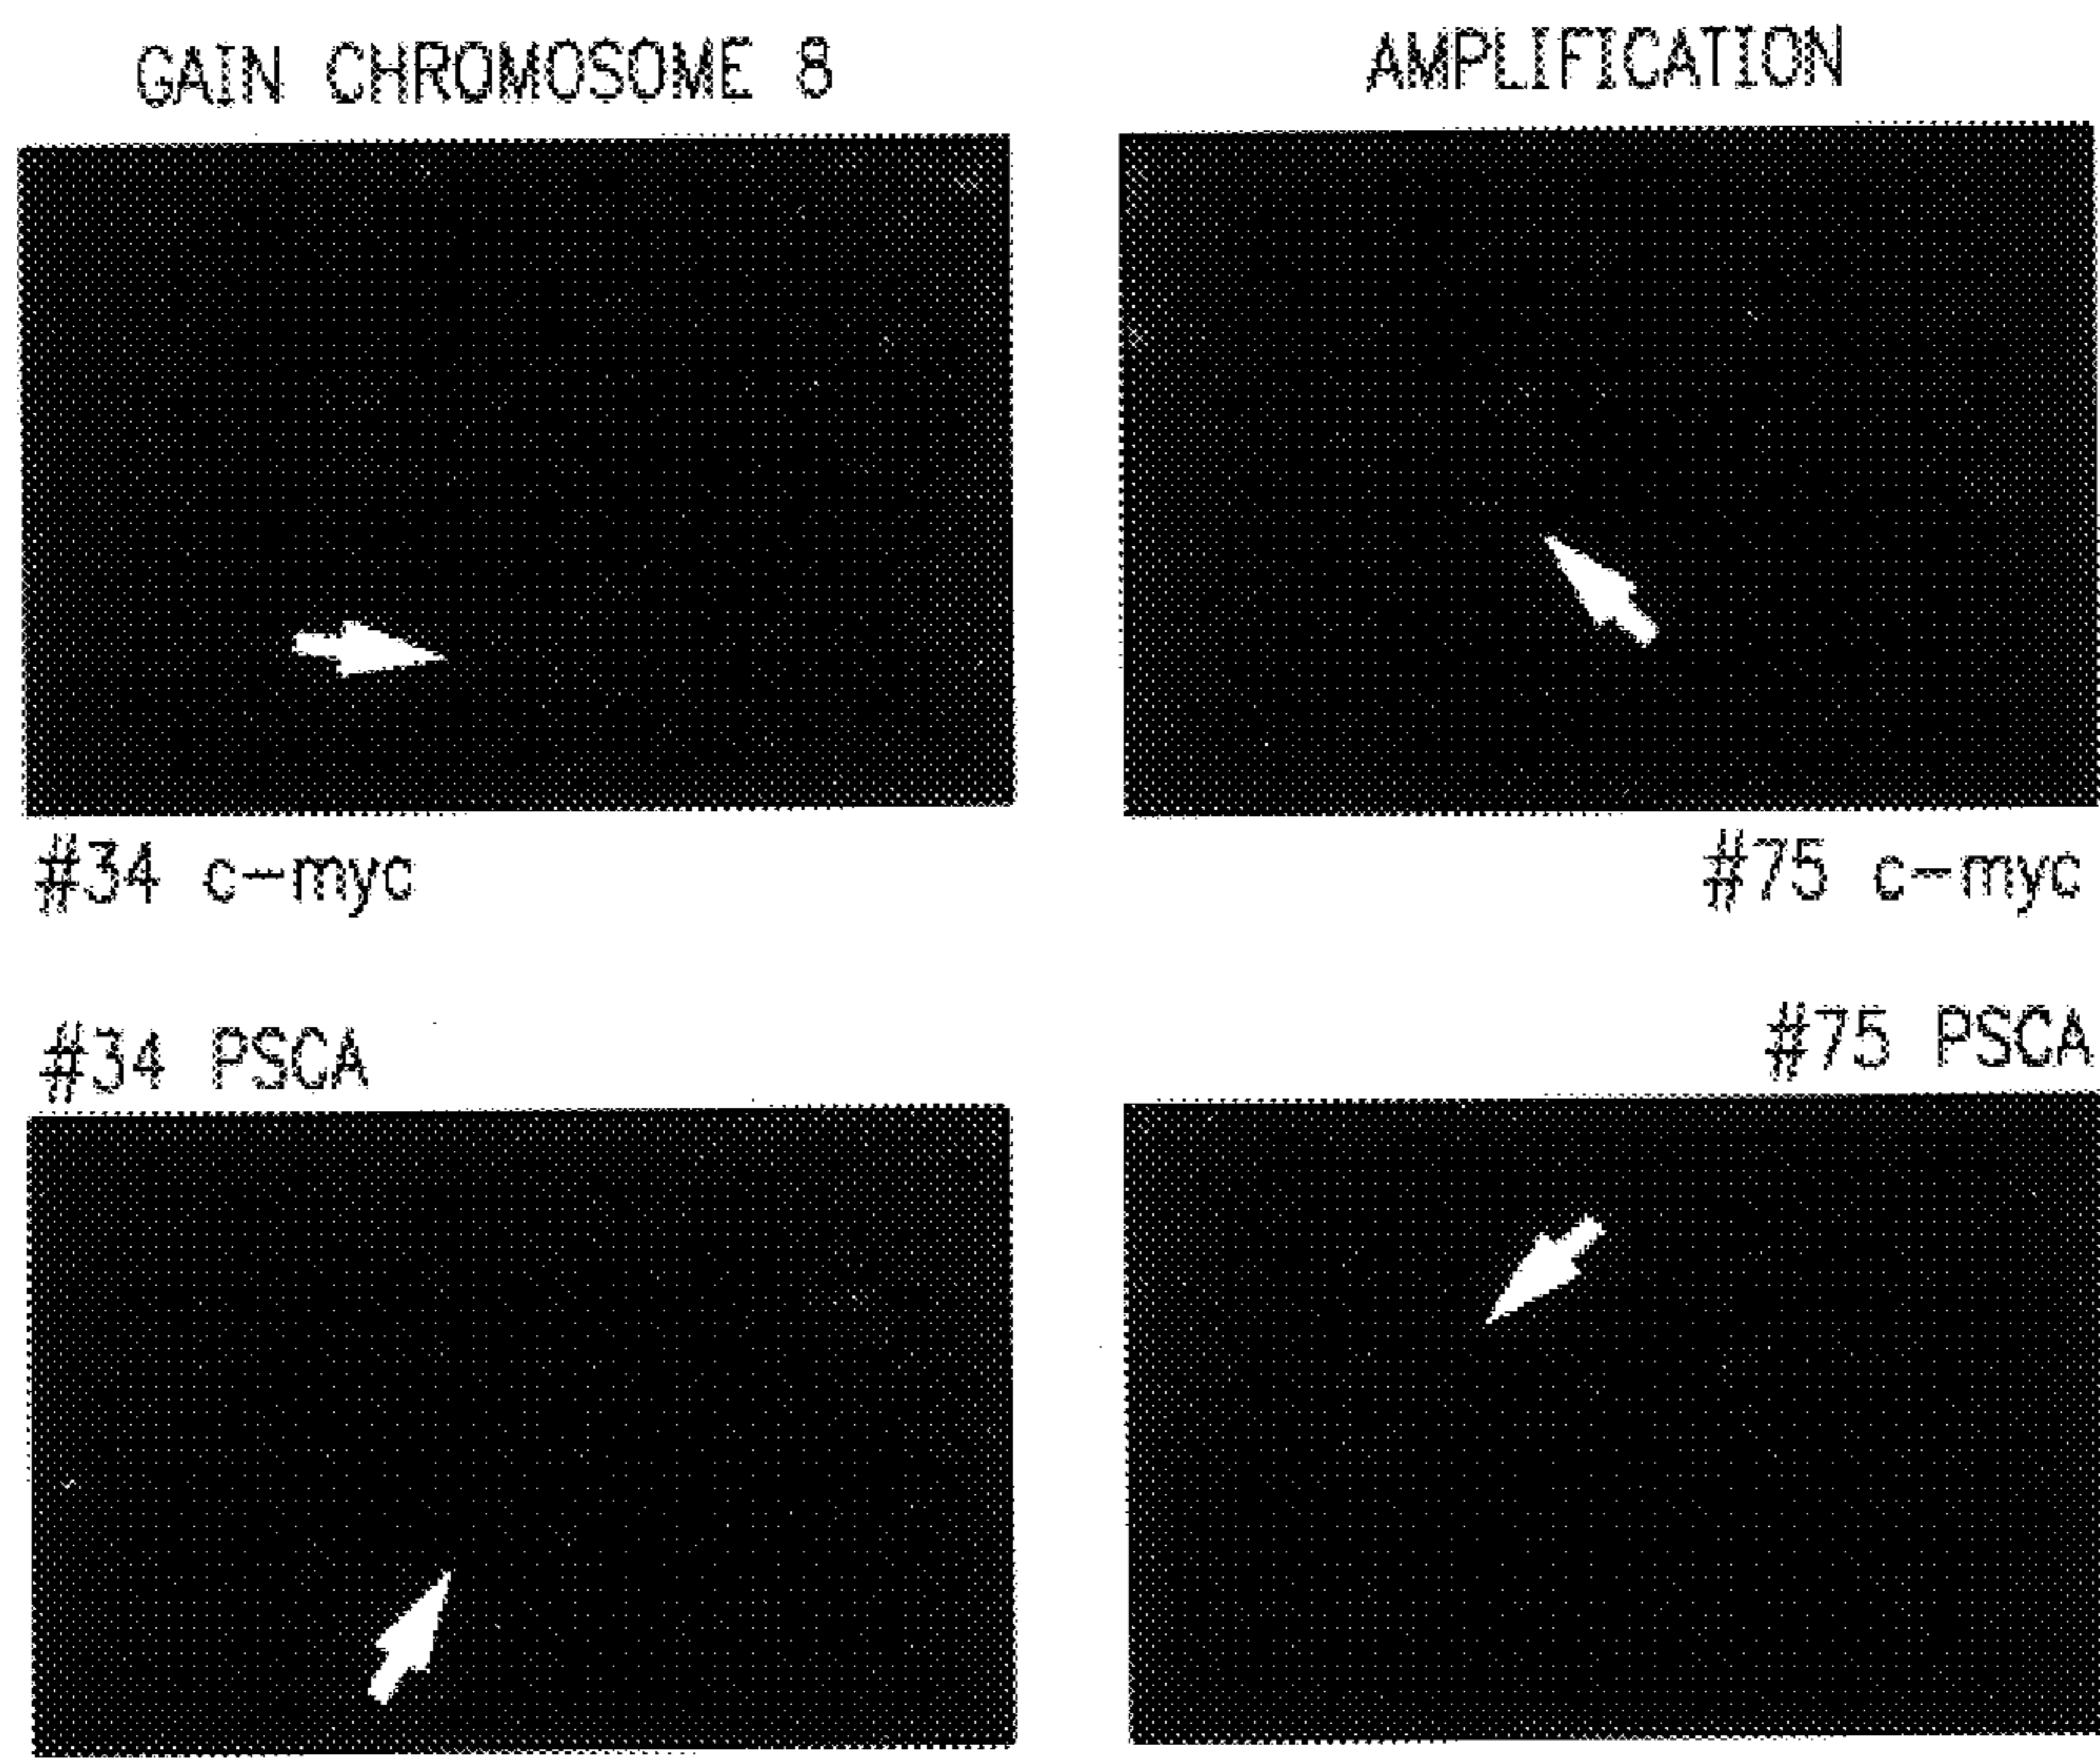 GAIN CHROMOSOME 8
AMPLIFICATION
#34 c-myc
#75 c-myc
#34 PSCA
#75 PSCA